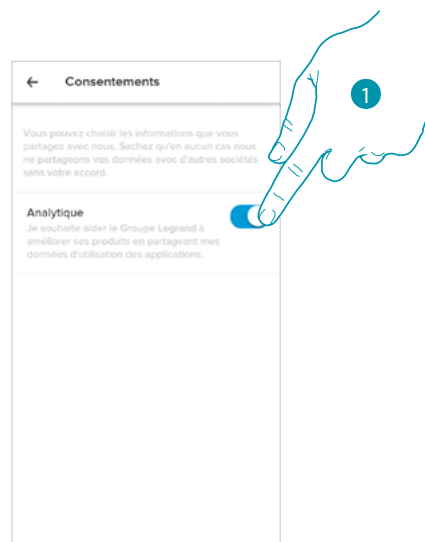 ← Consentements
Vous pouvez choisir les informations que vous
partagez avec nous. Sachez qu'en aucun cas nous
ne partageons vos données avec d'autres sociétés
sans votre accord.
Analytique
Je souhaite aider le Groupe Legrand à
améliorer ses produits en partageant mes
données d'utilisation des applications.
1